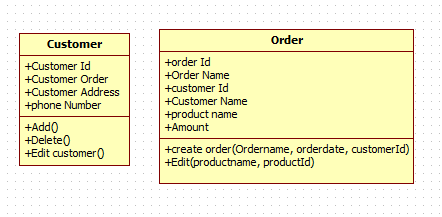 Customer
+Customer Id
+Customer Order
+Customer Address
+phone Number
+Add()
+Delete()
+Edit customer()
Order
+order Id
+Order Name
+customer Id
+Customer Name
+product name
+Amount
+create order(Ordername, orderdate, customerId)
+Edit(productname, productId)